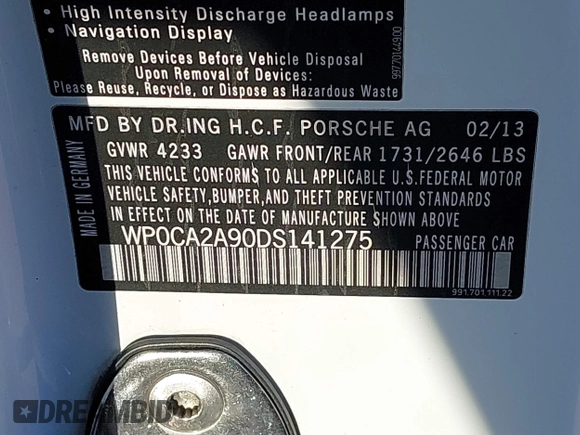 • High Intensity Discharge Headlamps
• Navigation Display
Remove Devices Before Vehicle Disposal
Upon Removal of Devices:
Please Reuse, Recycle, or Dispose as Hazardous Waste
99770144900
MFD BY DR.ING H.C.F. PORSCHE AG 02/13
GVWR 4233 GAWR FRONT/REAR 1731/2646 LBS
THIS VEHICLE CONFORMS TO ALL APPLICABLE U.S.FEDERAL MOTOR
VEHICLE SAFETY,BUMPER,AND THEFT PREVENTION STANDARDS
IN EFFECT ON THE DATE OF MANUFACTURE SHOWN ABOVE
WP0CA2A90DS141275 PASSENGER CAR
991.701.111.22
MADE IN GERMANY
DREAMBID